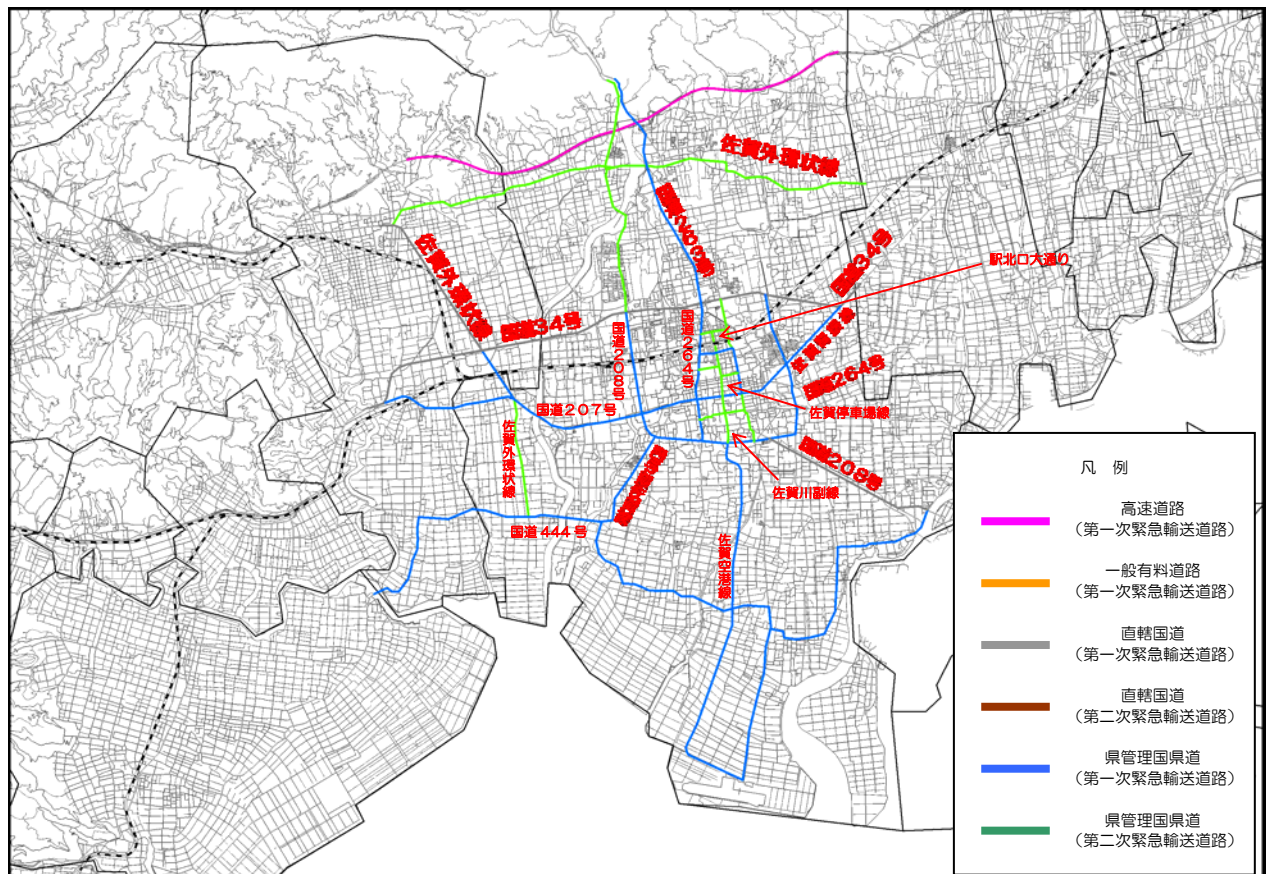 佐賀外環状線
国道263号
国道34号
駅北口大通り
佐賀外環状線
国道34号
国道208号
国道264号
国道264号
佐賀停車場線
国道207号
佐賀外環状線
国道208号
佐賀川副線
国道444号
佐賀空港線
凡 例
高速道路
(第一次緊急輸送道路)
一般有料道路
(第一次緊急輸送道路)
直轄国道
(第一次緊急輸送道路)
直轄国道
(第二次緊急輸送道路)
県管理国県道
(第一次緊急輸送道路)
県管理国県道
(第二次緊急輸送道路)